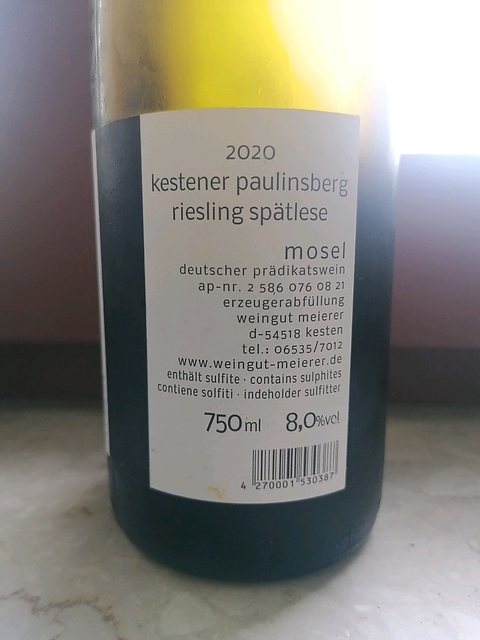 2020
kestener paulinsberg
riesling spätlese
mosel
deutscher prädikatswein
ap-nr. 2 586 076 08 21
erzeugerabfüllung
weingut meierer
d-54518 kesten
tel.: 06535/7012
www.weingut-meierer.de
enthält sulfite · contains sulphites
contiene solfiti · indeholder sulfitter
750 ml 8,0%vol
4 270001 530387